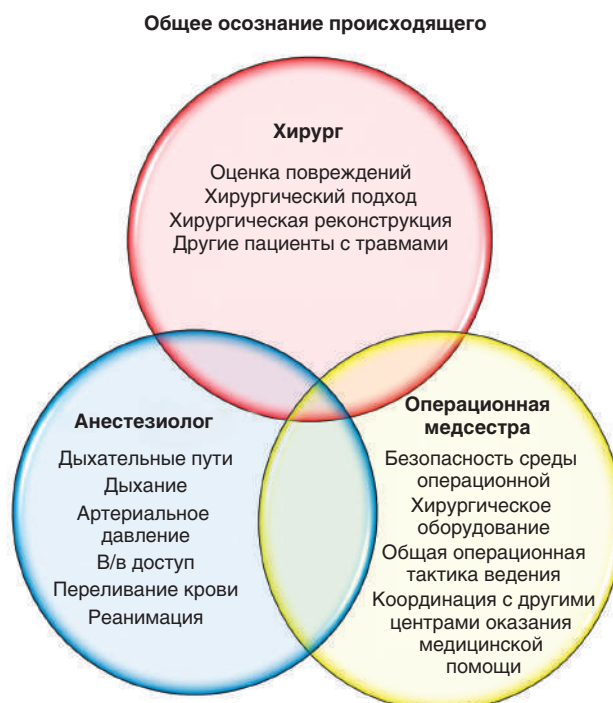 Общее осознание происходящего
Хирург
Оценка повреждений
Хирургический подход
Хирургическая реконструкция
Другие пациенты с травмами
Анестезиолог
Дыхательные пути
Дыхание
Артериальное
давление
В/в доступ
Переливание крови
Реанимация
Операционная
медсестра
Безопасность среды
операционной
Хирургическое
оборудование
Общая операционная
тактика ведения
Координация с другими
центрами оказания
медицинской
помощи